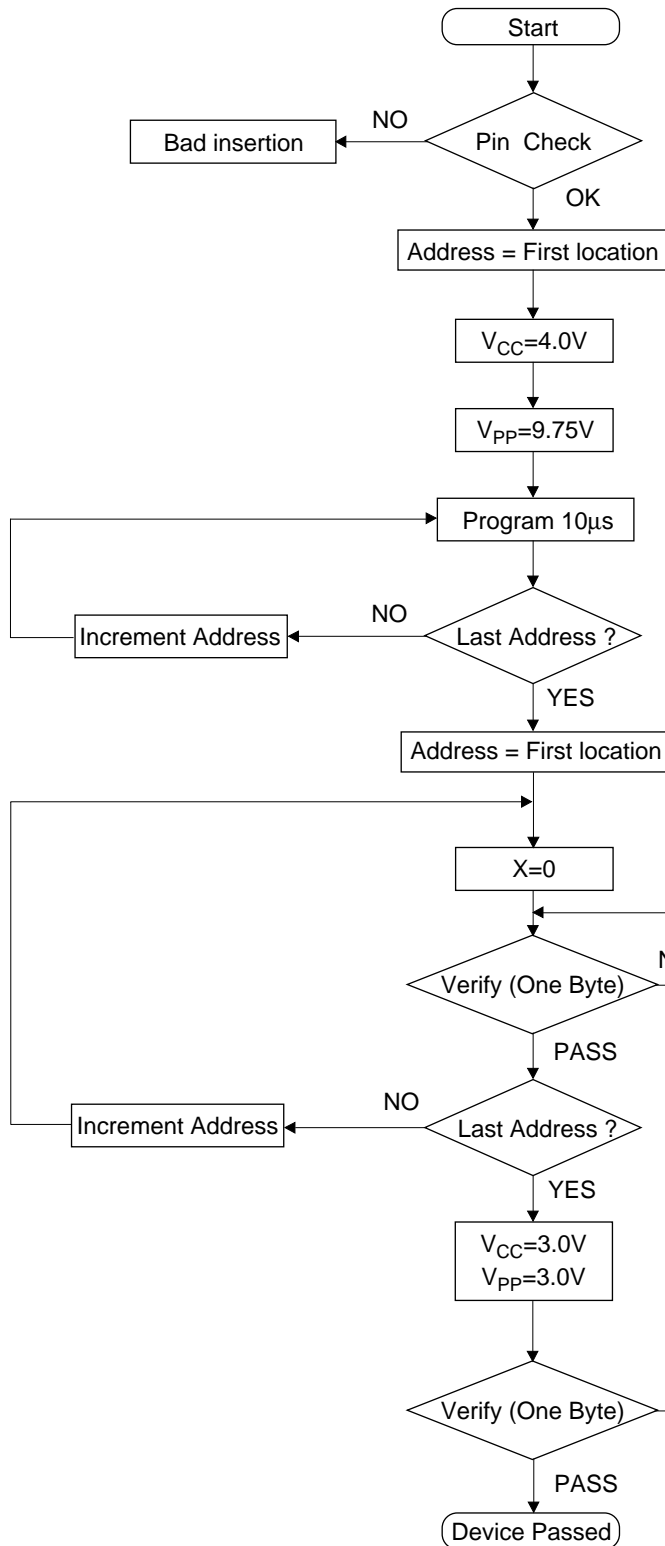 Start
NO
Pin Check
Bad insertion
OK
Address = First location
VCC=4.0V
VPP=9.75V
Program 10μs
NO
Last Address ?
Increment Address
YES
Address = First location
X=0
Verify (One Byte)
PASS
NO
Last Address ?
Increment Address
YES
VCC=3.0V
VPP=3.0V
Verify (One Byte)
PASS
Device Passed